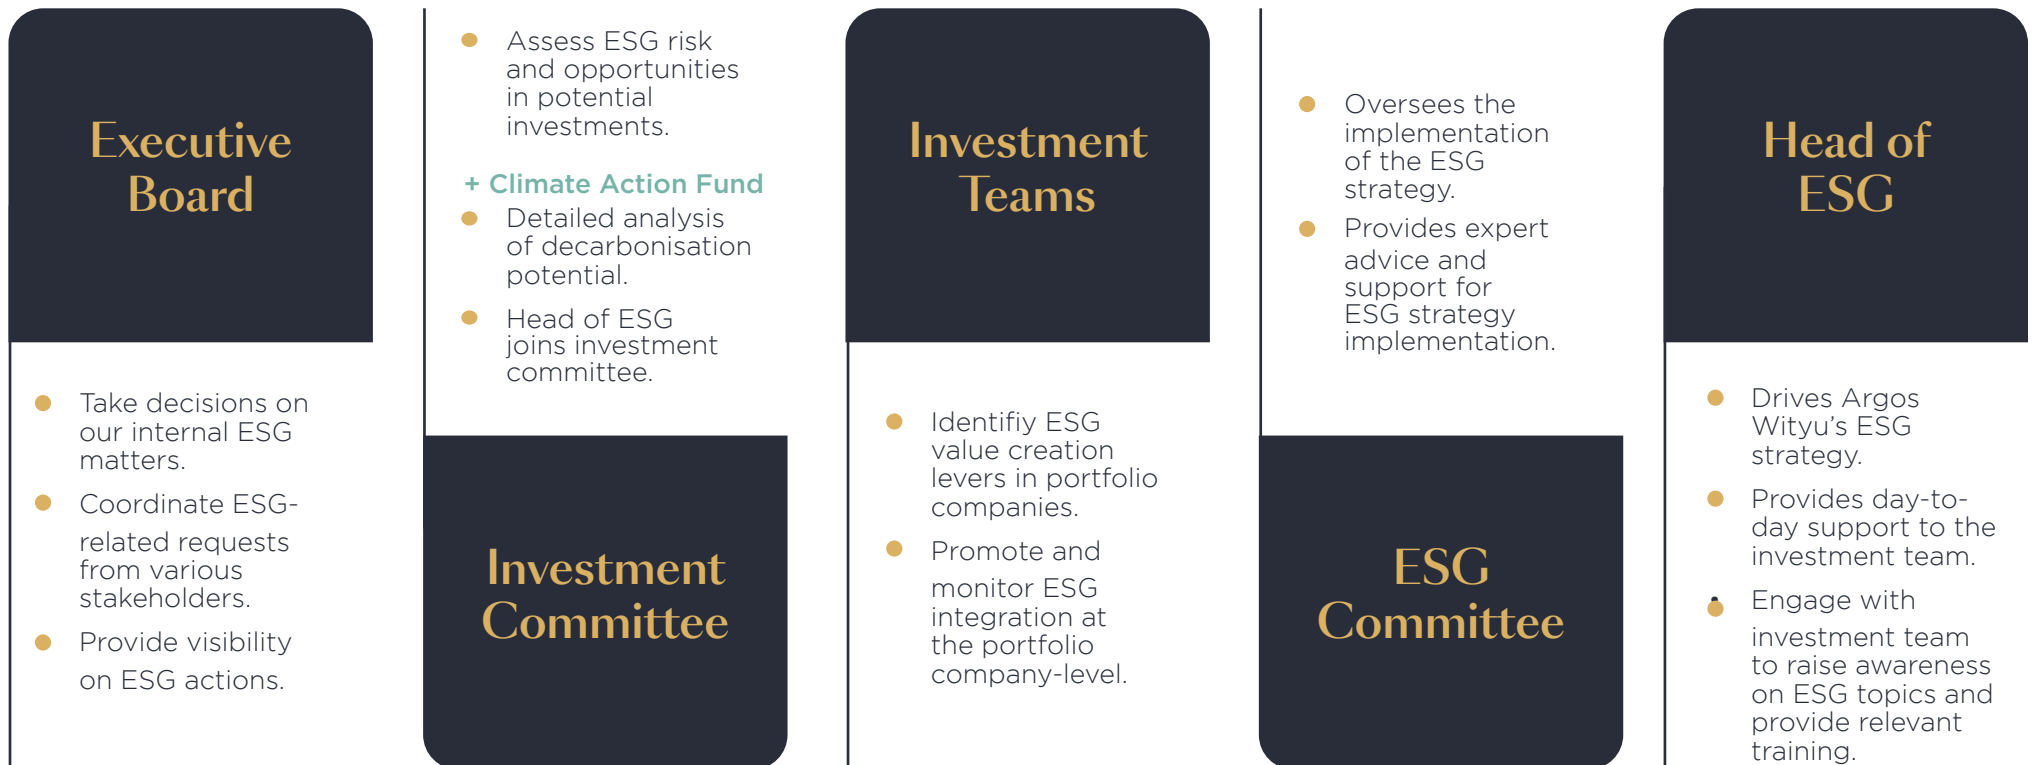 Executive
Board
Take decisions on
our internal ESG
matters.
Coordinate ESG-
related requests
from various
stakeholders.
Provide visibility
on ESG actions.
Assess ESG risk
and opportunities
in potential
investments.
+ Climate Action Fund
Detailed analysis
of decarbonisation
potential.
Head of ESG
joins investment
committee.
Investment
Committee
Investment
Teams
Identifiy ESG
value creation
levers in portfolio
companies.
Promote and
monitor ESG
integration at
the portfolio
company-level.
Oversees the
implementation
of the ESG
strategy.
Provides expert
advice and
support for
ESG strategy
implementation.
ESG
Committee
Head of
ESG
Drives Argos
Wityu's ESG
strategy.
Provides day-to-
day support to the
investment team.
Engage with
investment team
to raise awareness
on ESG topics and
provide relevant
training.